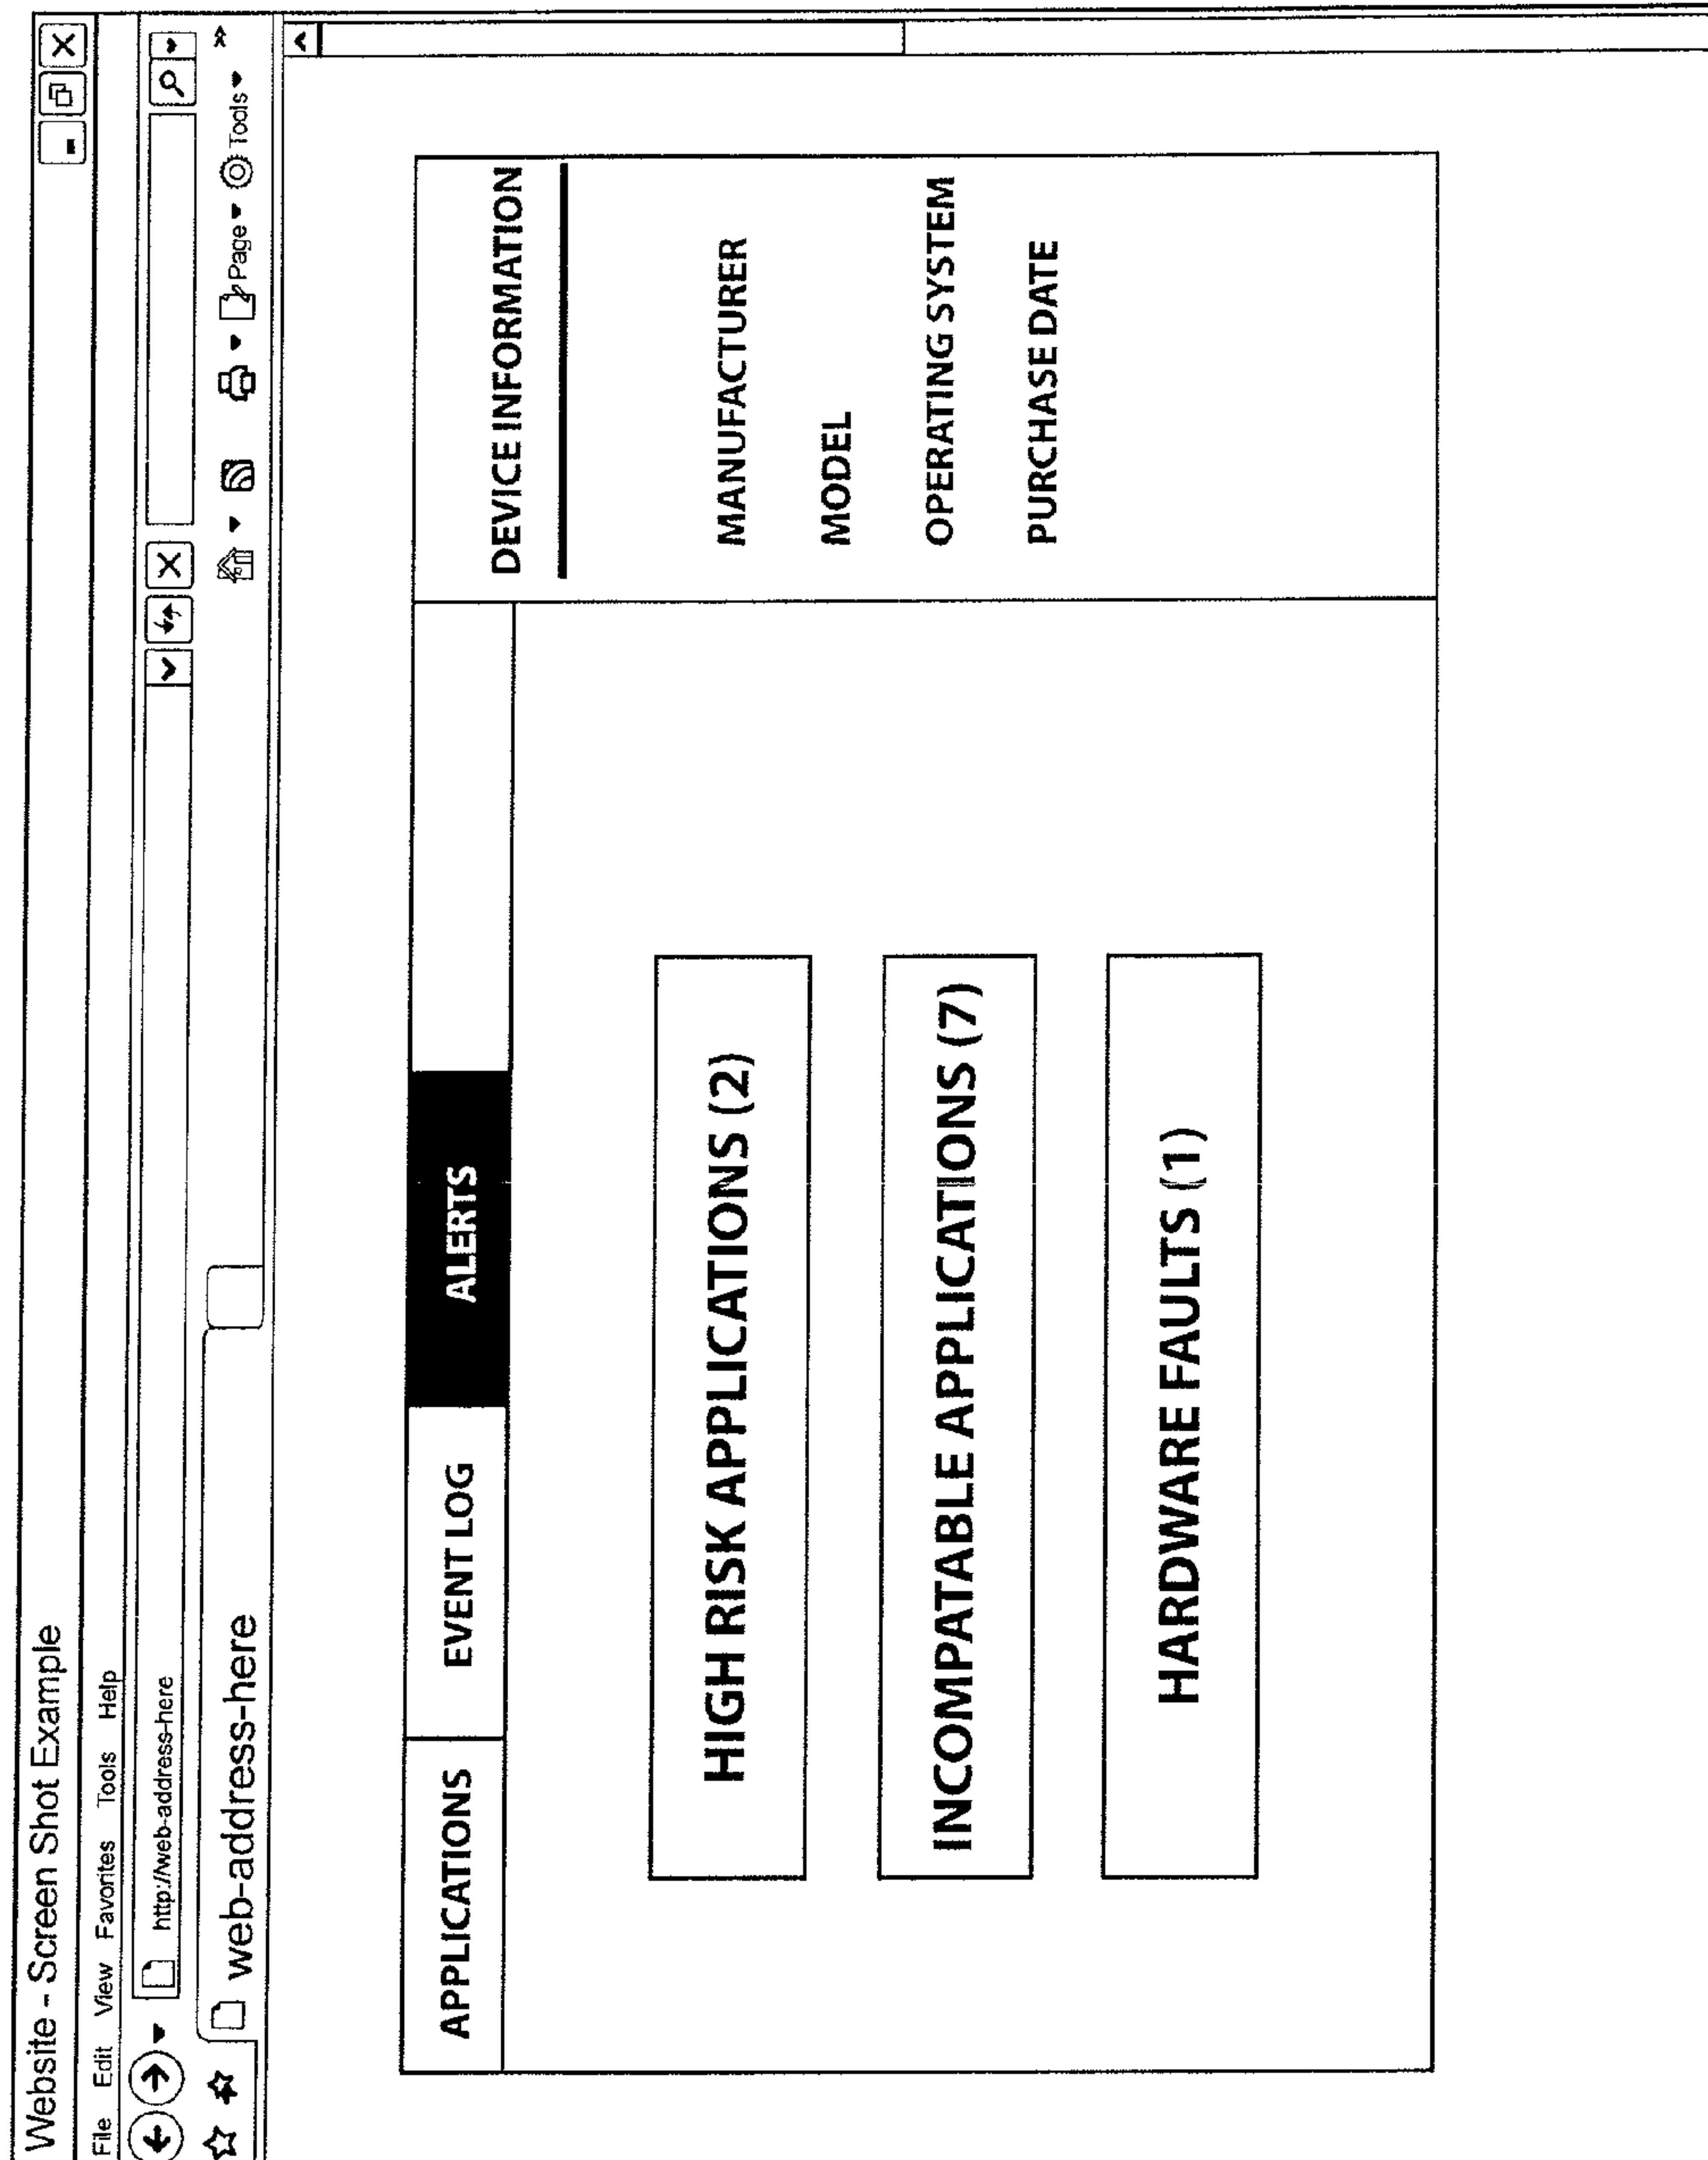 Website - Screen Shot Example
File Edit View Favorites Tools Help
http://web-address-here
web-address-here
Page
Tools
APPLICATIONS
EVENT LOG
ALERTS
HIGH RISK APPLICATIONS (2)
INCOMPATABLE APPLICATIONS (7)
HARDWARE FAULTS (1)
DEVICE INFORMATION
MANUFACTURER
MODEL
OPERATING SYSTEM
PURCHASE DATE